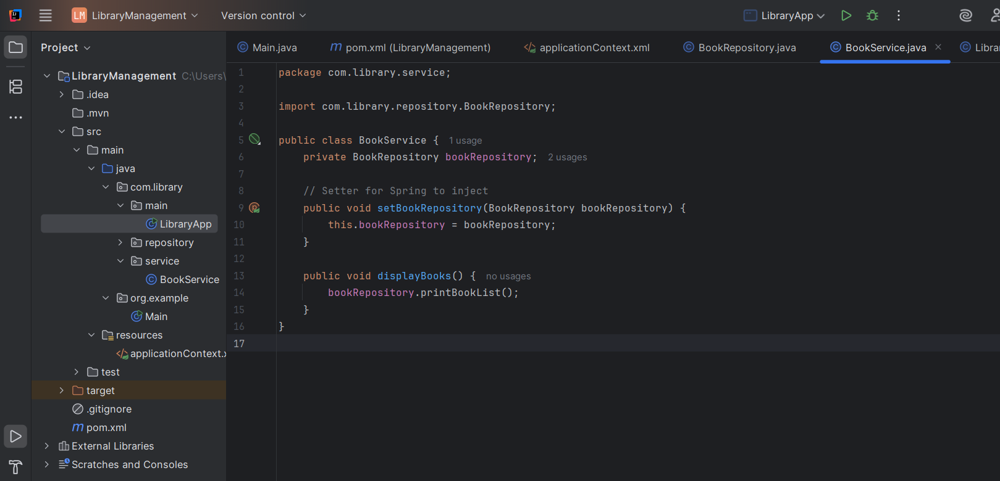 LM LibraryManagement Version control LibraryApp
Project
Main.java pom.xml (LibraryManagement) applicationContext.xml BookRepository.java BookService.java Librar
LibraryManagement C:\Users\
.idea
.mvn
src
main
java
com.library
main
LibraryApp
repository
service
BookService
org.example
Main
resources
applicationContext.x
test
target
.gitignore
pom.xml
External Libraries
Scratches and Consoles
1 package com.library.service;
2
3 import com.library.repository.BookRepository;
4
5 public class BookService { 1 usage
6 private BookRepository bookRepository; 2 usages
7
8 // Setter for Spring to inject
9 public void setBookRepository(BookRepository bookRepository) {
10 this.bookRepository = bookRepository;
11 }
12
13 public void displayBooks() { no usages
14 bookRepository.printBookList();
15 }
16 }
17